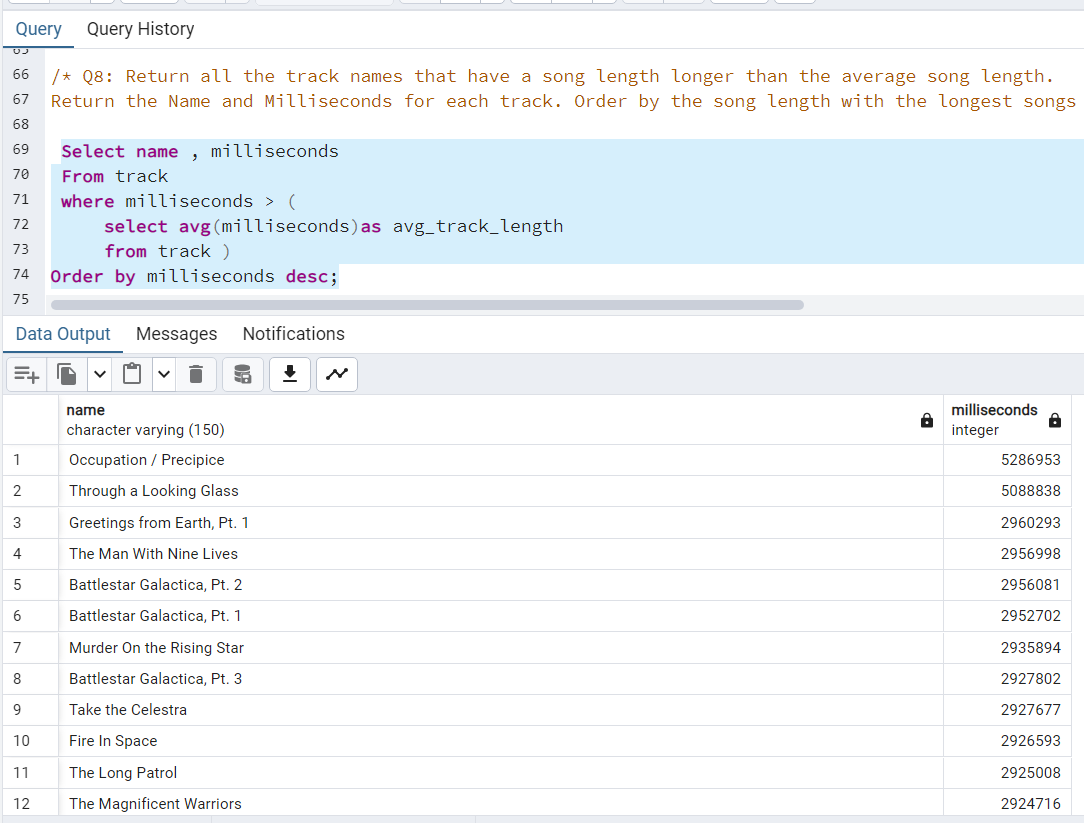 Query Query History
65
66 /* Q8: Return all the track names that have a song length longer than the average song length.
67 Return the Name and Milliseconds for each track. Order by the song length with the longest songs
68
69 Select name , milliseconds
70 From track
71 where milliseconds > (
72 select avg(milliseconds)as avg_track_length
73 from track )
74 Order by milliseconds desc;
75
Data Output Messages Notifications
name milliseconds
character varying (150) integer
1 Occupation / Precipice 5286953
2 Through a Looking Glass 5088838
3 Greetings from Earth, Pt. 1 2960293
4 The Man With Nine Lives 2956998
5 Battlestar Galactica, Pt. 2 2956081
6 Battlestar Galactica, Pt. 1 2952702
7 Murder On the Rising Star 2935894
8 Battlestar Galactica, Pt. 3 2927802
9 Take the Celestra 2927677
10 Fire In Space 2926593
11 The Long Patrol 2925008
12 The Magnificent Warriors 2924716